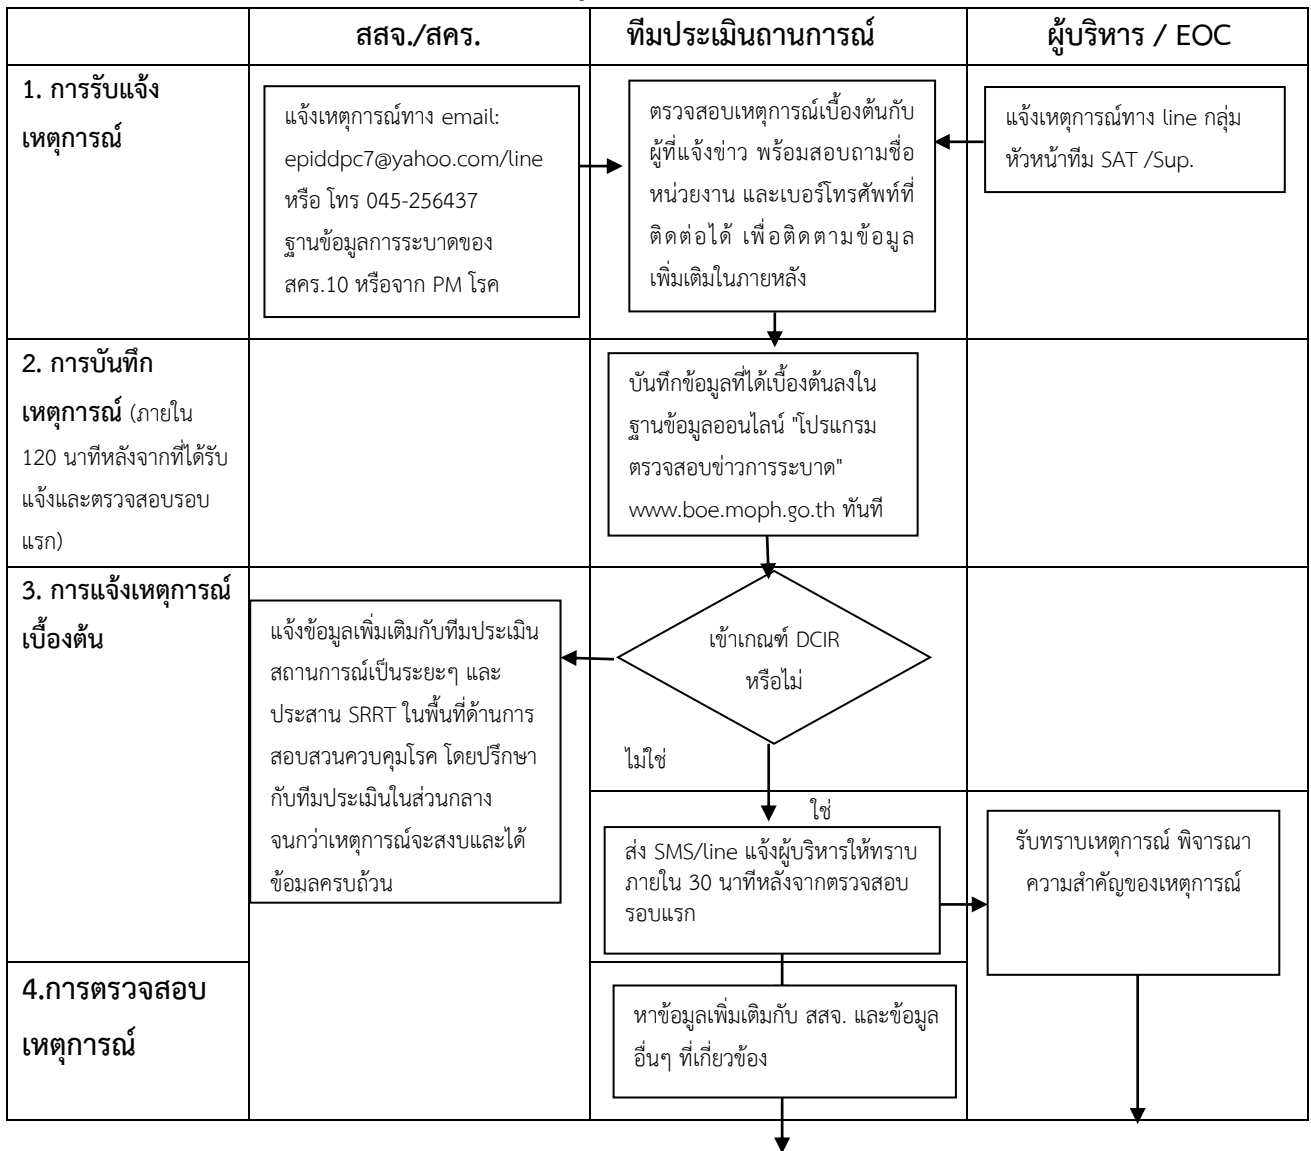 สสจ./สคร.
ทีมประเมินถานการณ์
ผู้บริหาร / EOC
1. การรับแจ้ง
เหตุการณ์
แจ้งเหตุการณ์ทาง email:
epiddpc7@yahoo.com/line
หรือ โทร 045-256437
ฐานข้อมูลการระบาดของ
สคร.10 หรือจาก PM โรค
ตรวจสอบเหตุการณ์เบื้องต้นกับ
ผู้ที่แจ้งข่าว พร้อมสอบถามชื่อ
หน่วยงาน และเบอร์โทรศัพท์ที่
ติดต่อได้ เพื่อติดตามข้อมูล
เพิ่มเติมในภายหลัง
แจ้งเหตุการณ์ทาง line กลุ่ม
หัวหน้าทีม SAT /Sup.
2. การบันทึก
เหตุการณ์ (ภายใน
120 นาทีหลังจากที่ได้รับ
แจ้งและตรวจสอบรอบ
แรก)
บันทึกข้อมูลที่ได้เบื้องต้นลงใน
ฐานข้อมูลออนไลน์ "โปรแกรม
ตรวจสอบข่าวการระบาด"
www.boe.moph.go.th ทันที
3. การแจ้งเหตุการณ์
เบื้องต้น
แจ้งข้อมูลเพิ่มเติมกับทีมประเมิน
สถานการณ์เป็นระยะๆ และ
ประสาน SRRT ในพื้นที่ด้านการ
สอบสวนควบคุมโรค โดยปรึกษา
กับทีมประเมินในส่วนกลาง
จนกว่าเหตุการณ์จะสงบและได้
ข้อมูลครบถ้วน
เข้าเกณฑ์ DCIR
หรือไม่
ไม่ใช่
ใช่
ส่ง SMS/line แจ้งผู้บริหารให้ทราบ
ภายใน 30 นาทีหลังจากตรวจสอบ
รอบแรก
รับทราบเหตุการณ์ พิจารณา
ความสำคัญของเหตุการณ์
4.การตรวจสอบ
เหตุการณ์
หาข้อมูลเพิ่มเติมกับ สสจ. และข้อมูล
อื่นๆ ที่เกี่ยวข้อง